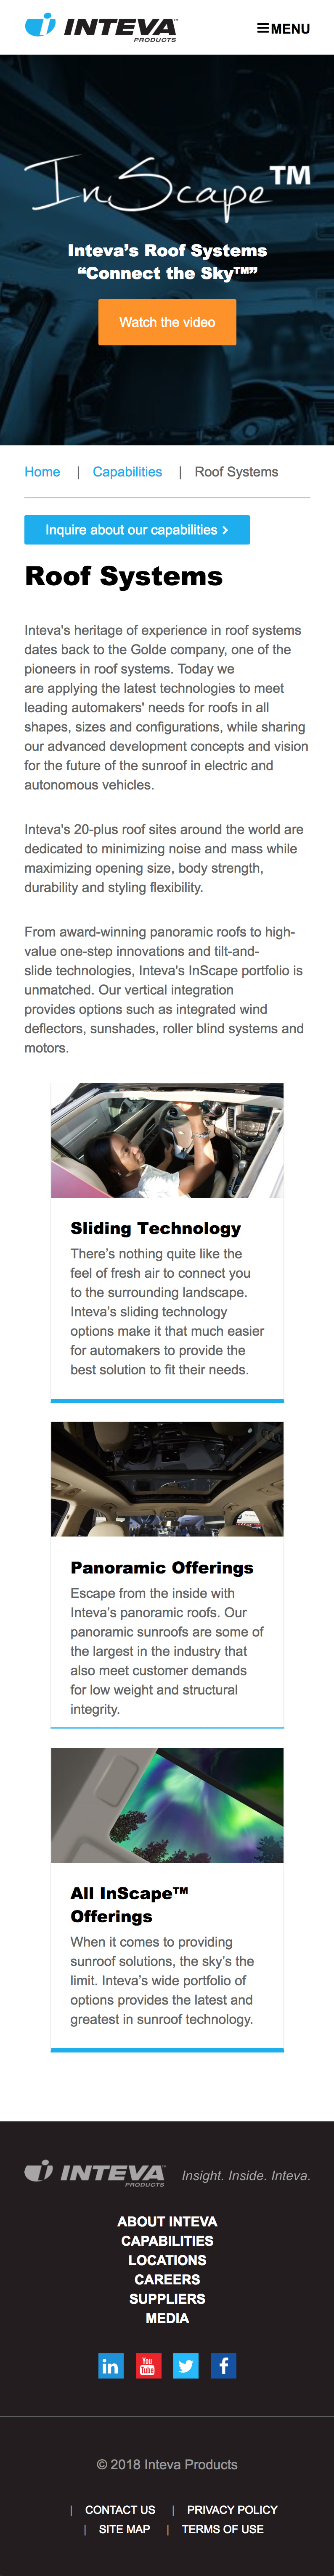 INTEVA™
PRODUCTS
MENU
InScape™
Inteva’s Roof Systems
“Connect the Sky™”
Watch the video
Home | Capabilities | Roof Systems
Inquire about our capabilities ›
Roof Systems
Inteva's heritage of experience in roof systems
dates back to the Golde company, one of the
pioneers in roof systems. Today we
are applying the latest technologies to meet
leading automakers' needs for roofs in all
shapes, sizes and configurations, while sharing
our advanced development concepts and vision
for the future of the sunroof in electric and
autonomous vehicles.
Inteva's 20-plus roof sites around the world are
dedicated to minimizing noise and mass while
maximizing opening size, body strength,
durability and styling flexibility.
From award-winning panoramic roofs to high-
value one-step innovations and tilt-and-
slide technologies, Inteva's InScape portfolio is
unmatched. Our vertical integration
provides options such as integrated wind
deflectors, sunshades, roller blind systems and
motors.
Sliding Technology
There’s nothing quite like the
feel of fresh air to connect you
to the surrounding landscape.
Inteva’s sliding technology
options make it that much easier
for automakers to provide the
best solution to fit their needs.
Panoramic Offerings
Escape from the inside with
Inteva’s panoramic roofs. Our
panoramic sunroofs are some of
the largest in the industry that
also meet customer demands
for low weight and structural
integrity.
All InScape™
Offerings
When it comes to providing
sunroof solutions, the sky’s the
limit. Inteva’s wide portfolio of
options provides the latest and
greatest in sunroof technology.
INTEVA™
PRODUCTS
Insight. Inside. Inteva.
ABOUT INTEVA
CAPABILITIES
LOCATIONS
CAREERS
SUPPLIERS
MEDIA
in You Tube f
© 2018 Inteva Products
| CONTACT US | PRIVACY POLICY
| SITE MAP | TERMS OF USE